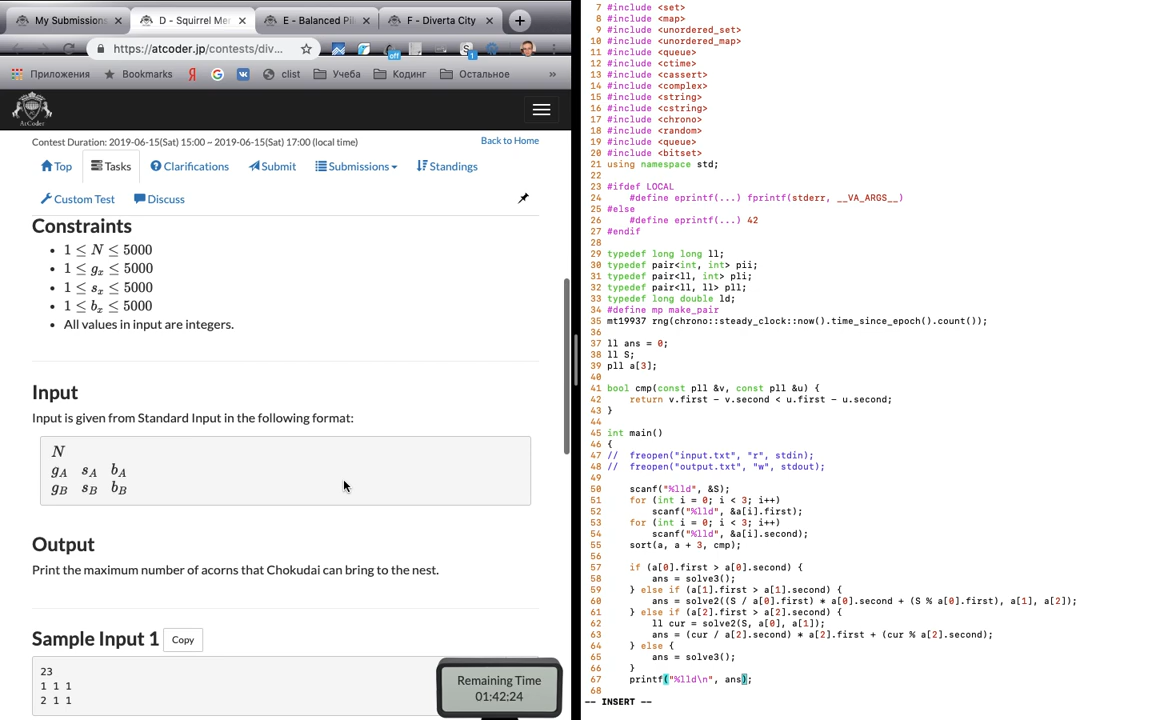 My Submissions
D - Squirrel Mer
E - Balanced Pil
F - Diverta City
https://atcoder.jp/contests/div...
off
1
Приложения
Bookmarks
Я
clist
Учеба
Кодинг
Остальное
»
AtCoder
Contest Duration: 2019-06-15(Sat) 15:00 ~ 2019-06-15(Sat) 17:00 (local time)
Back to Home
Top
Tasks
Clarifications
Submit
Submissions
Standings
Custom Test
Discuss
Constraints
1 ≤ N ≤ 5000
1 ≤ gₓ ≤ 5000
1 ≤ sₓ ≤ 5000
1 ≤ bₓ ≤ 5000
All values in input are integers.
Input
Input is given from Standard Input in the following format:
N
g_A s_A b_A
g_B s_B b_B
Output
Print the maximum number of acorns that Chokudai can bring to the nest.
Sample Input 1
Copy
23
1 1 1
2 1 1
Remaining Time
01:42:24
7 #include <set>
8 #include <map>
9 #include <unordered_set>
10 #include <unordered_map>
11 #include <queue>
12 #include <ctime>
13 #include <cassert>
14 #include <complex>
15 #include <string>
16 #include <cstring>
17 #include <chrono>
18 #include <random>
19 #include <queue>
20 #include <bitset>
21 using namespace std;
22
23 #ifdef LOCAL
24     #define eprintf(...) fprintf(stderr, __VA_ARGS__)
25 #else
26     #define eprintf(...) 42
27 #endif
28
29 typedef long long ll;
30 typedef pair<int, int> pii;
31 typedef pair<ll, int> pli;
32 typedef pair<ll, ll> pll;
33 typedef long double ld;
34 #define mp make_pair
35 mt19937 rng(chrono::steady_clock::now().time_since_epoch().count());
36
37 ll ans = 0;
38 ll S;
39 pll a[3];
40
41 bool cmp(const pll &v, const pll &u) {
42     return v.first - v.second < u.first - u.second;
43 }
44
45 int main()
46 {
47 //  freopen("input.txt", "r", stdin);
48 //  freopen("output.txt", "w", stdout);
49
50     scanf("%lld", &S);
51     for (int i = 0; i < 3; i++)
52         scanf("%lld", &a[i].first);
53     for (int i = 0; i < 3; i++)
54         scanf("%lld", &a[i].second);
55     sort(a, a + 3, cmp);
56
57     if (a[0].first > a[0].second) {
58         ans = solve3();
59     } else if (a[1].first > a[1].second) {
60         ans = solve2((S / a[0].first) * a[0].second + (S % a[0].first), a[1], a[2]);
61     } else if (a[2].first > a[2].second) {
62         ll cur = solve2(S, a[0], a[1]);
63         ans = (cur / a[2].second) * a[2].first + (cur % a[2].second);
64     } else {
65         ans = solve3();
66     }
67     printf("%lld\n", ans);
68
-- INSERT --